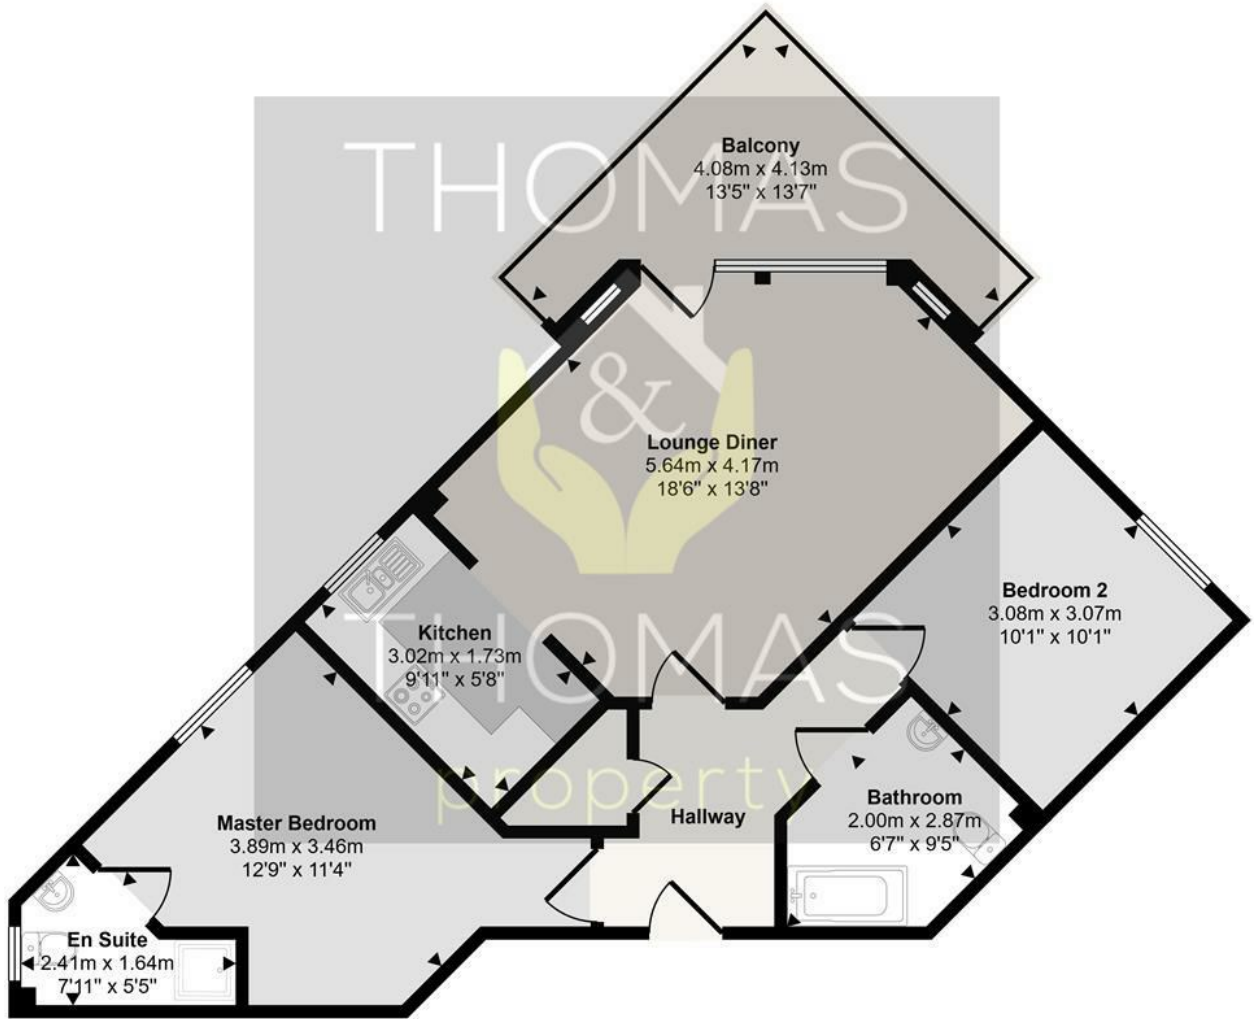 THOMAS
&
THOMAS
property
Balcony
4.08m x 4.13m
13'5" x 13'7"
Lounge Diner
5.64m x 4.17m
18'6" x 13'8"
Bedroom 2
3.08m x 3.07m
10'1" x 10'1"
Kitchen
3.02m x 1.73m
9'11" x 5'8"
Master Bedroom
3.89m x 3.46m
12'9" x 11'4"
Hallway
Bathroom
2.00m x 2.87m
6'7" x 9'5"
En Suite
2.41m x 1.64m
7'11" x 5'5"